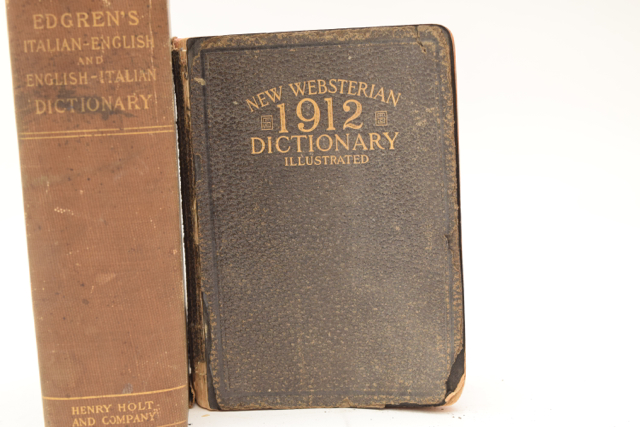 EDGREN'S
ITALIAN-ENGLISH
AND
ENGLISH-ITALIAN
DICTIONARY
HENRY HOLT
AND COMPANY
NEW WEBSTERIAN
1912
DICTIONARY
ILLUSTRATED